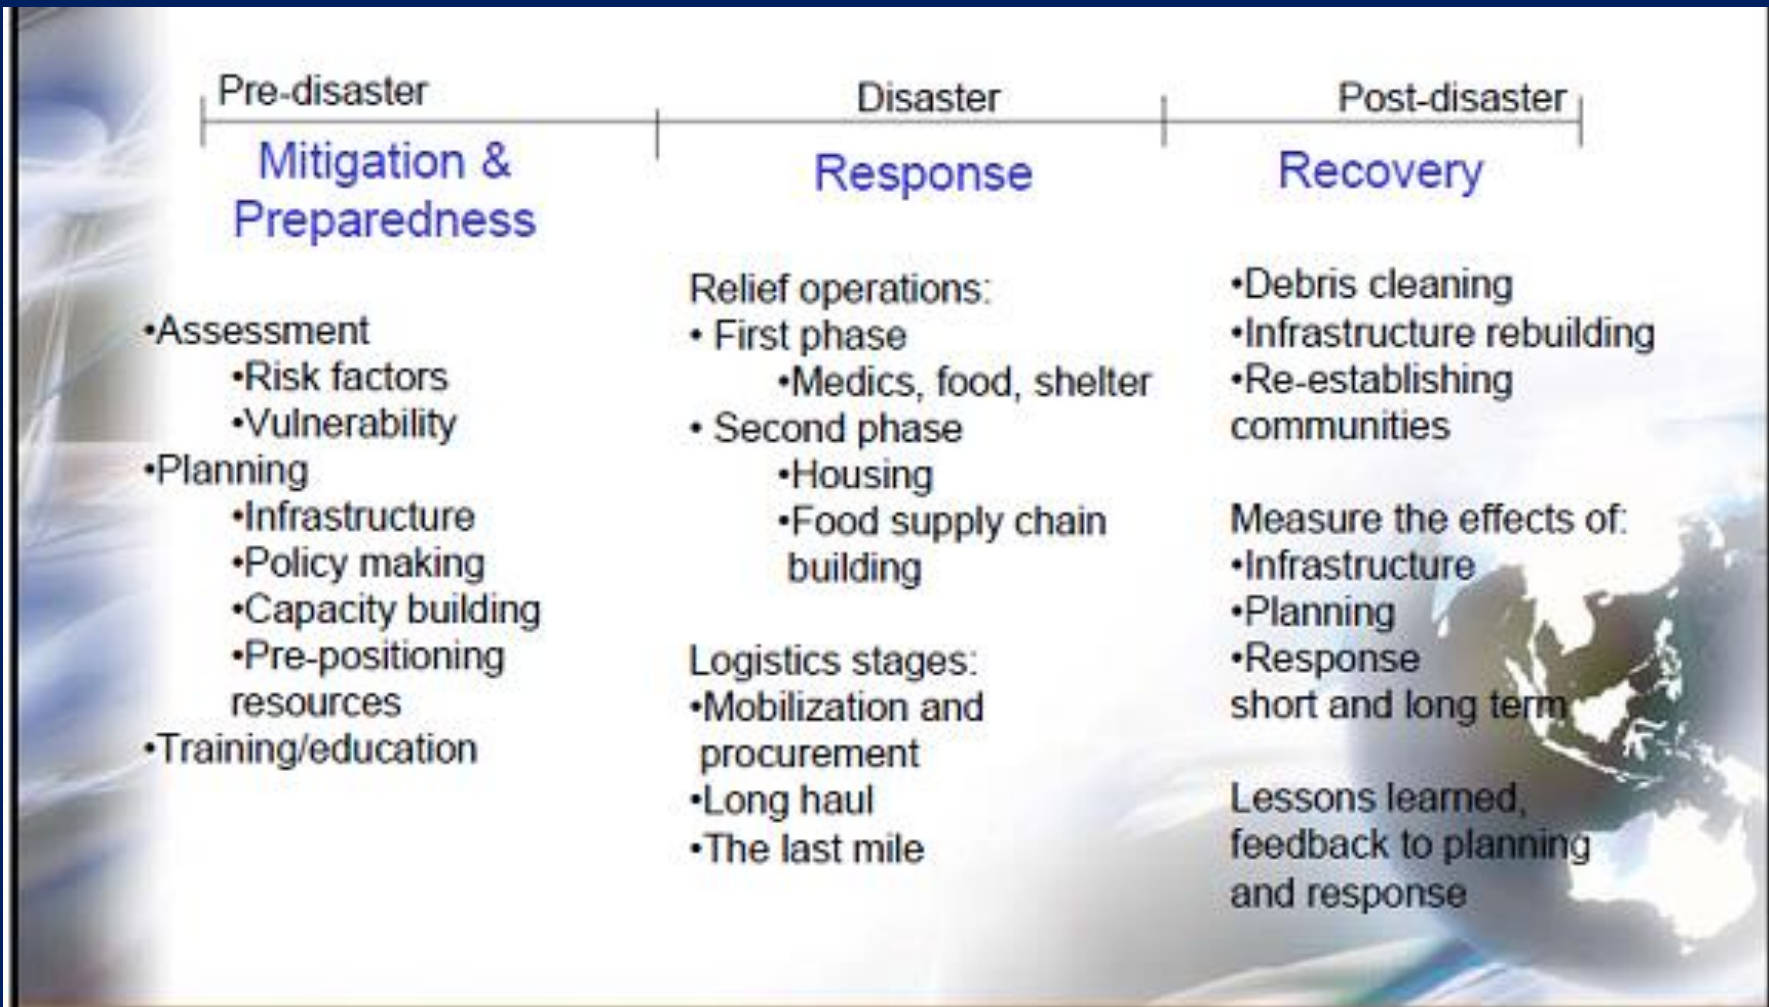 Pre-disaster
Disaster
Post-disaster
Mitigation &
Preparedness
•Assessment
•Risk factors
•Vulnerability
•Planning
•Infrastructure
•Policy making
•Capacity building
•Pre-positioning
resources
•Training/education
Response
Relief operations:
• First phase
•Medics, food, shelter
• Second phase
•Housing
•Food supply chain
building
Logistics stages:
•Mobilization and
procurement
•Long haul
•The last mile
Recovery
•Debris cleaning
•Infrastructure rebuilding
•Re-establishing
communities
Measure the effects of:
•Infrastructure
•Planning
•Response
short and long term
Lessons learned,
feedback to planning
and response